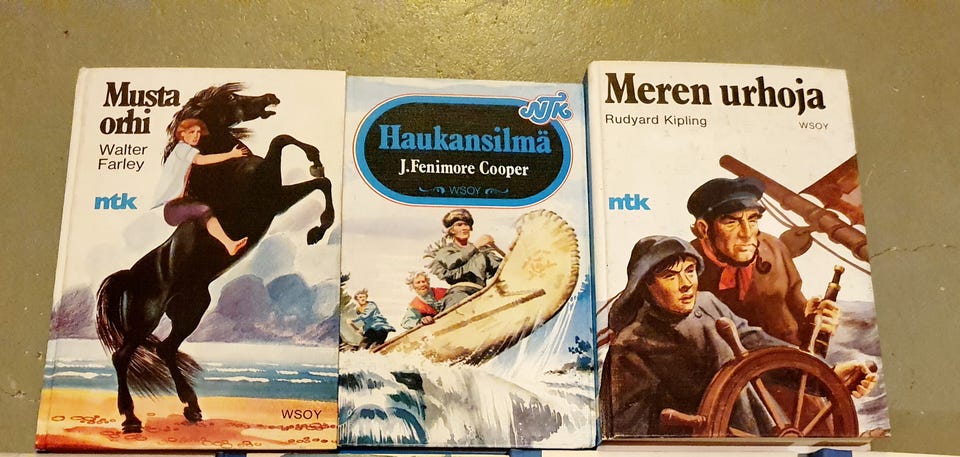 Musta
orhi
Walter
Farley
ntk
WSOY
NTK
Haukansilmä
J.Fenimore Cooper
WSOY
Meren urhoja
Rudyard Kipling
WSOY
ntk